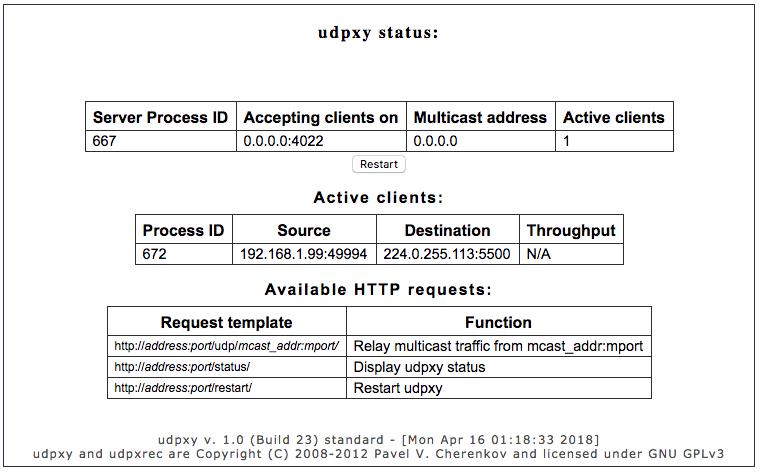 udpxy status:
Server Process ID Accepting clients on Multicast address Active clients
667 0.0.0.0:4022 0.0.0.0 1
Restart
Active clients:
Process ID Source Destination Throughput
672 192.168.1.99:49994 224.0.255.113:5500 N/A
Available HTTP requests:
Request template Function
http://address:port/udp/mcast_addr:mport/ Relay multicast traffic from mcast_addr:mport
http://address:port/status/ Display udpxy status
http://address:port/restart/ Restart udpxy
udpxy v. 1.0 (Build 23) standard - [Mon Apr 16 01:18:33 2018]
udpxy and udpxrec are Copyright (C) 2008-2012 Pavel V. Cherenkov and licensed under GNU GPLv3